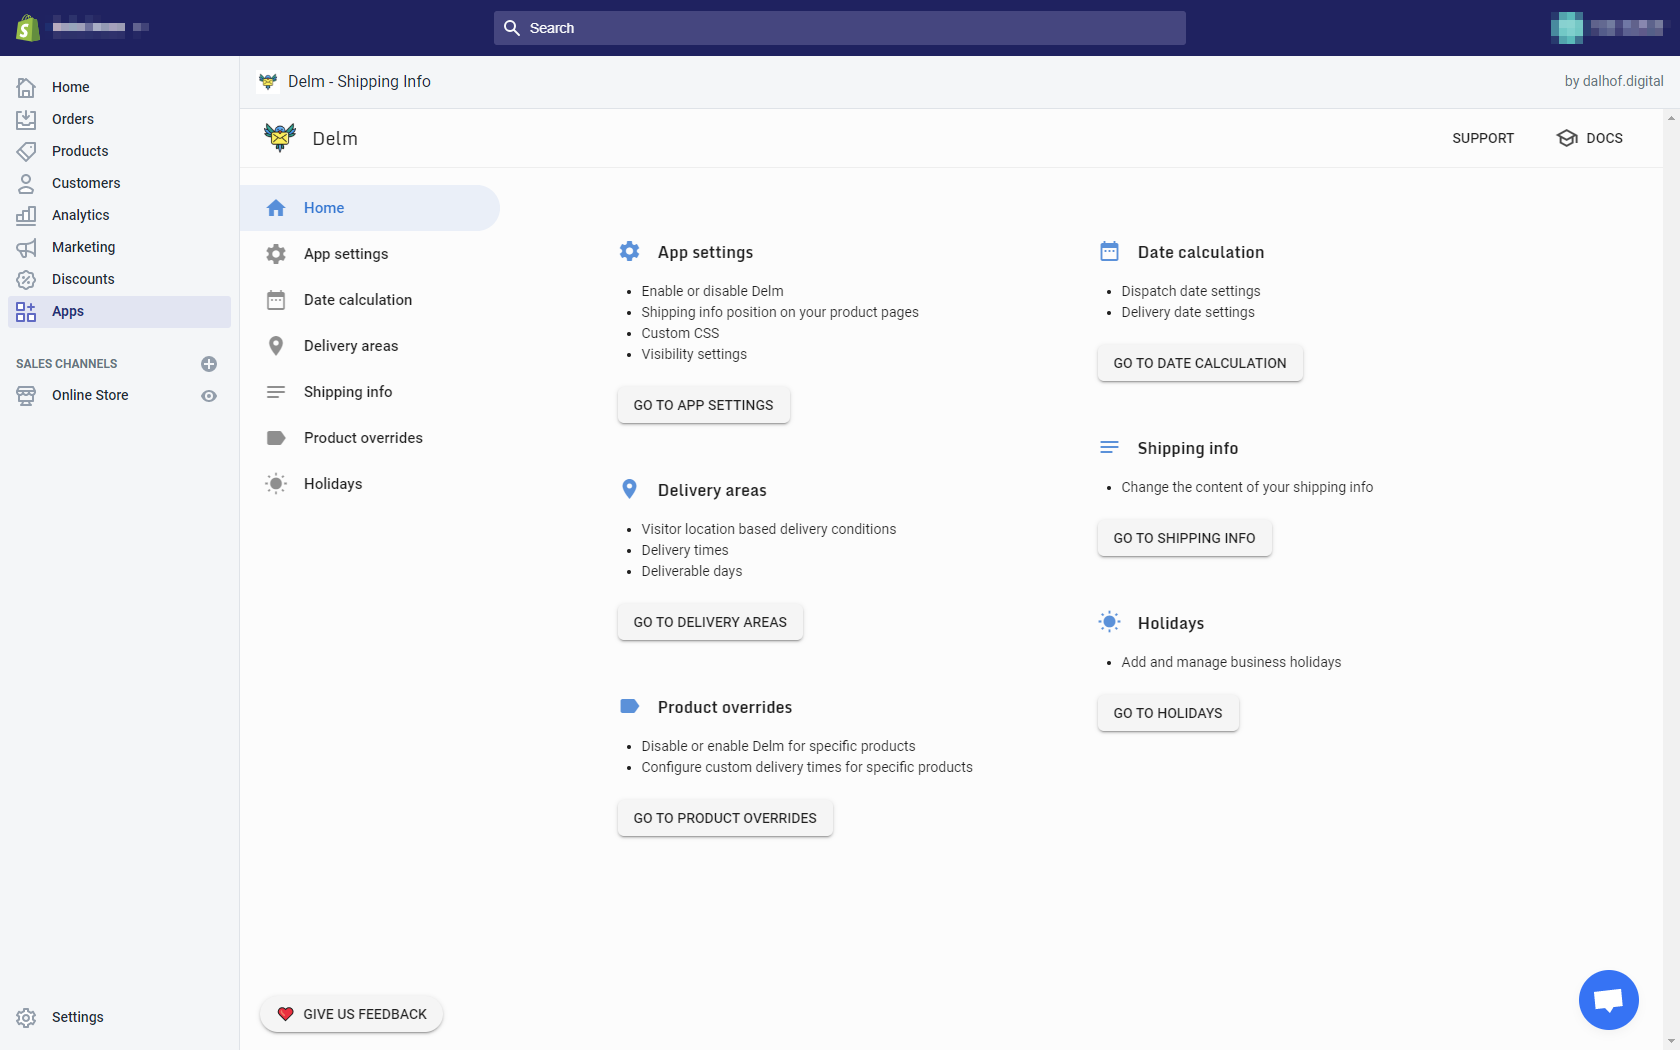 Search
Home
Orders
Products
Customers
Analytics
Marketing
Discounts
Apps
SALES CHANNELS
Online Store
Settings
Delm - Shipping Info
by dalhof.digital
Delm
SUPPORT
DOCS
Home
App settings
Date calculation
Delivery areas
Shipping info
Product overrides
Holidays
GIVE US FEEDBACK
App settings
Enable or disable Delm
Shipping info position on your product pages
Custom CSS
Visibility settings
GO TO APP SETTINGS
Delivery areas
Visitor location based delivery conditions
Delivery times
Deliverable days
GO TO DELIVERY AREAS
Product overrides
Disable or enable Delm for specific products
Configure custom delivery times for specific products
GO TO PRODUCT OVERRIDES
Date calculation
Dispatch date settings
Delivery date settings
GO TO DATE CALCULATION
Shipping info
Change the content of your shipping info
GO TO SHIPPING INFO
Holidays
Add and manage business holidays
GO TO HOLIDAYS